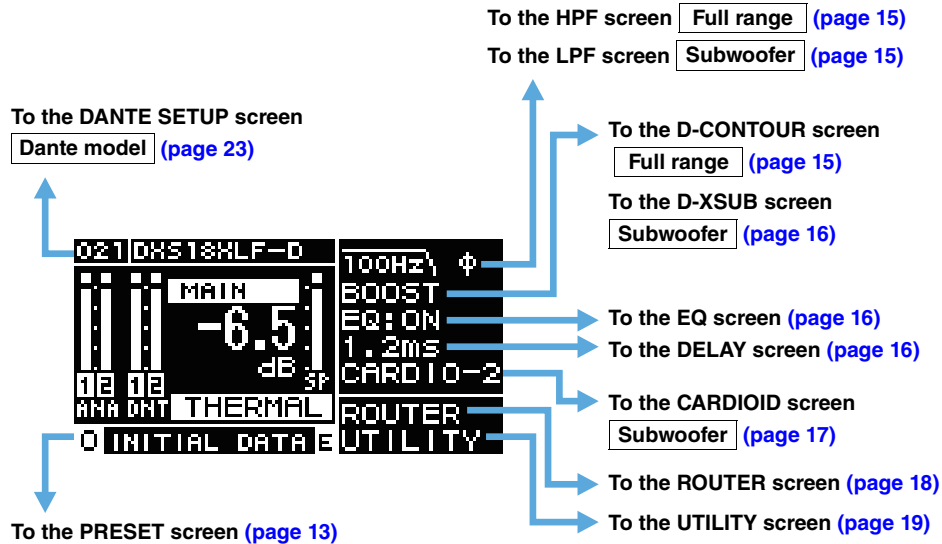 To the HPF screen Full range (page 15)
To the LPF screen Subwoofer (page 15)
To the DANTE SETUP screen
Dante model (page 23)
To the D-CONTOUR screen
Full range (page 15)
To the D-XSUB screen
Subwoofer (page 16)
021 DXS18XLF-D
100Hz ϕ
MAIN
BOOST
-6.5
EQ:ON
To the EQ screen (page 16)
1.2ms
To the DELAY screen (page 16)
dB
CARDIO-2
1 2 1 2 SP
ANA DNT THERMAL
To the CARDIOID screen
Subwoofer (page 17)
ROUTER
0 INITIAL DATA E
UTILITY
To the ROUTER screen (page 18)
To the UTILITY screen (page 19)
To the PRESET screen (page 13)